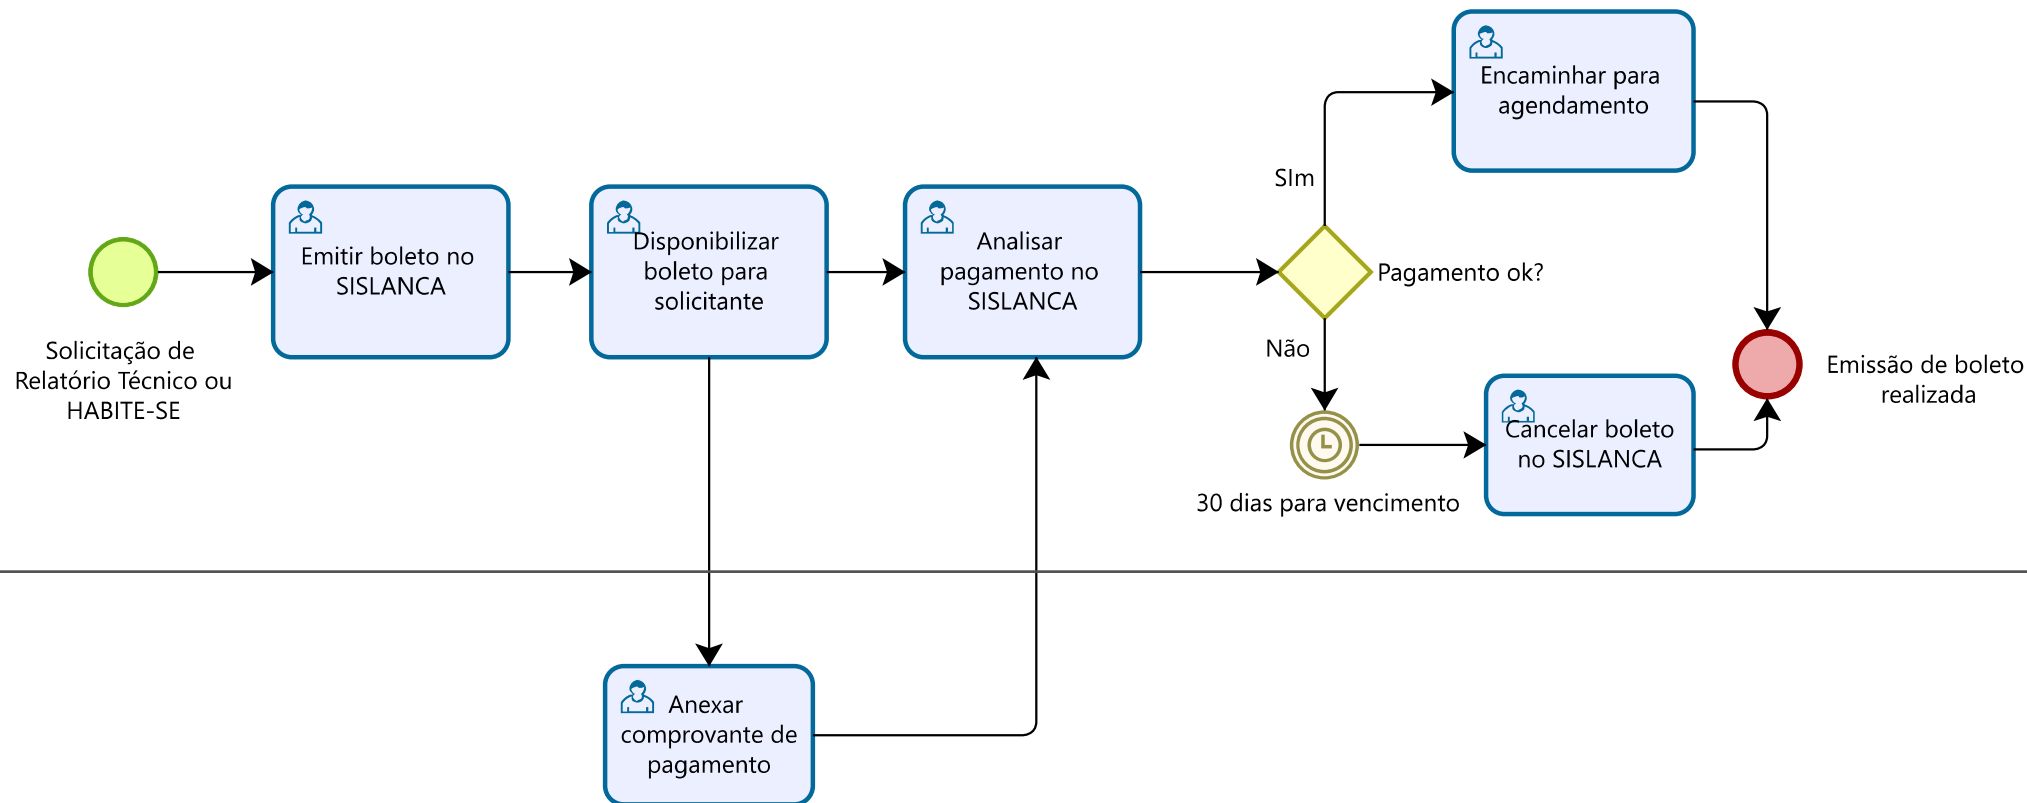 Solicitação de
Relatório Técnico ou
HABITE-SE
Emitir boleto no
SISLANCA
Disponibilizar
boleto para
solicitante
Analisar
pagamento no
SISLANCA
SIm
Pagamento ok?
Não
Encaminhar para
agendamento
30 dias para vencimento
Cancelar boleto
no SISLANCA
Emissão de boleto
realizada
Anexar
comprovante de
pagamento